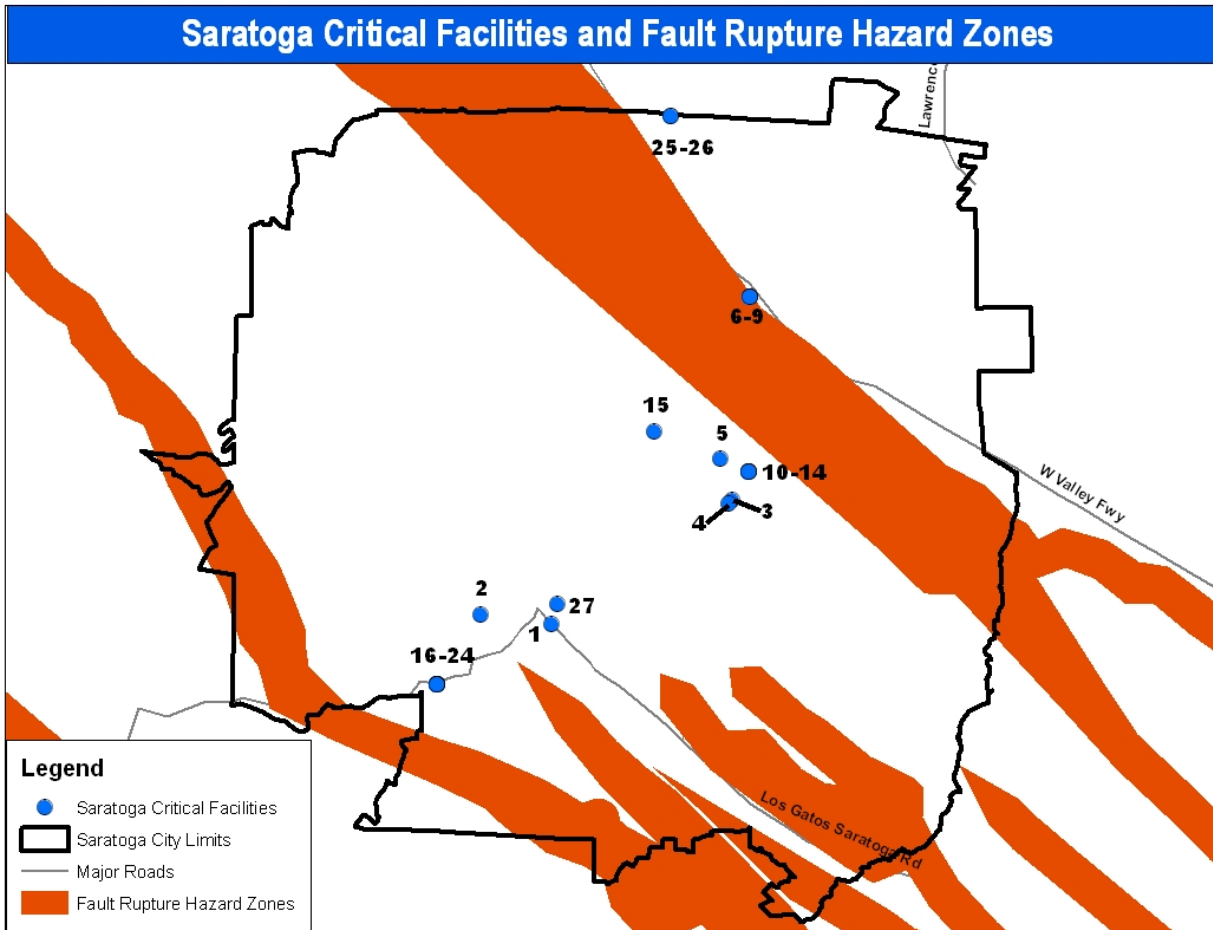 Saratoga Critical Facilities and Fault Rupture Hazard Zones
Lawrence
25-26
6-9
15
5
10-14
3
4
W Valley Fwy
2
27
1
16-24
Los Gatos Saratoga Rd
Legend
Saratoga Critical Facilities
Saratoga City Limits
Major Roads
Fault Rupture Hazard Zones